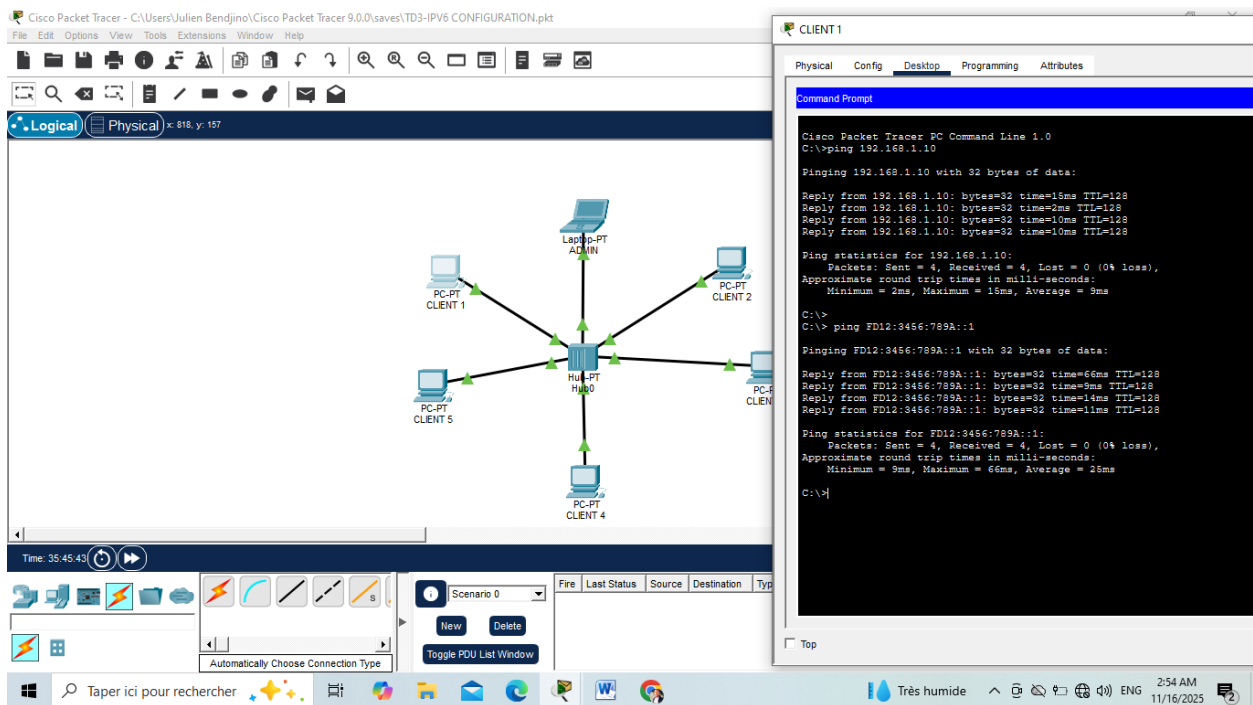 Cisco Packet Tracer - C:\Users\Julien Bendjino\Cisco Packet Tracer 9.0.0\saves\TD3-IPV6 CONFIGURATION.pkt
File Edit Options View Tools Extensions Window Help
Logical Physical x: 818, y: 157
Laptop-PT
ADMIN
PC-PT
CLIENT 1
PC-PT
CLIENT 2
Hub-PT
Hub0
PC-PT
CLIENT 5
PC-PT
CLIENT 4
Time: 35:45:43
S
Automatically Choose Connection Type
Scenario 0
New Delete
Toggle PDU List Window
Fire Last Status Source Destination
CLIENT 1
Physical Config Desktop Programming Attributes
Command Prompt
Cisco Packet Tracer PC Command Line 1.0
C:\>ping 192.168.1.10
Pinging 192.168.1.10 with 32 bytes of data:
Reply from 192.168.1.10: bytes=32 time=15ms TTL=128
Reply from 192.168.1.10: bytes=32 time=2ms TTL=128
Reply from 192.168.1.10: bytes=32 time=10ms TTL=128
Reply from 192.168.1.10: bytes=32 time=10ms TTL=128
Ping statistics for 192.168.1.10:
Packets: Sent = 4, Received = 4, Lost = 0 (0% loss),
Approximate round trip times in milli-seconds:
Minimum = 2ms, Maximum = 15ms, Average = 9ms
C:\>
C:\> ping FD12:3456:789A::1
Pinging FD12:3456:789A::1 with 32 bytes of data:
Reply from FD12:3456:789A::1: bytes=32 time=66ms TTL=128
Reply from FD12:3456:789A::1: bytes=32 time=9ms TTL=128
Reply from FD12:3456:789A::1: bytes=32 time=14ms TTL=128
Reply from FD12:3456:789A::1: bytes=32 time=11ms TTL=128
Ping statistics for FD12:3456:789A::1:
Packets: Sent = 4, Received = 4, Lost = 0 (0% loss),
Approximate round trip times in milli-seconds:
Minimum = 9ms, Maximum = 66ms, Average = 25ms
C:\>
Top
Taper ici pour rechercher
Très humide
ENG
2:54 AM
11/16/2025
2